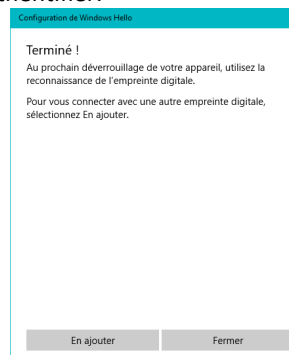 Configuration de Windows Hello
Terminé !
Au prochain déverrouillage de votre appareil, utilisez la
reconnaissance de l'empreinte digitale.
Pour vous connecter avec une autre empreinte digitale,
sélectionnez En ajouter.
En ajouter
Fermer